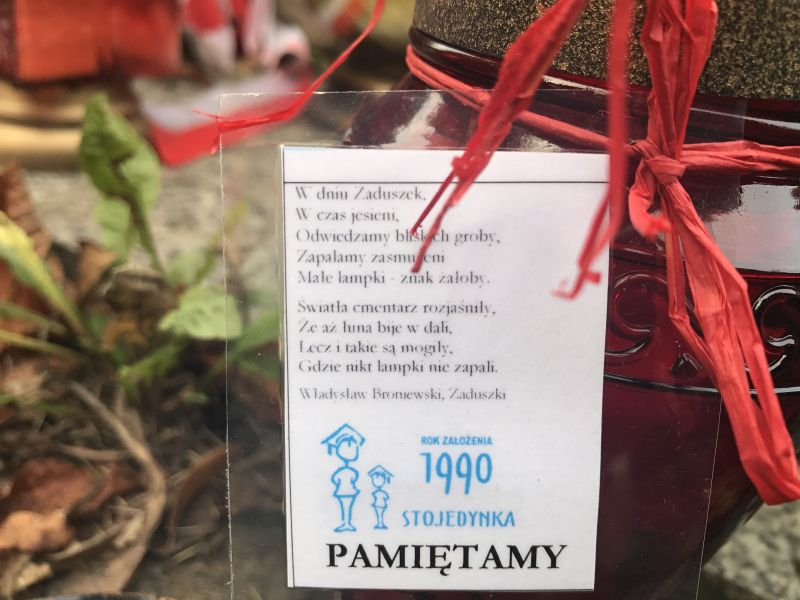 W dniu Zaduszek,
W czas jesieni,
Odwiedzamy bliskich groby,
Zapalamy zasmuceni
Małe lampki - znak żałoby.
Światła cmentarz rozjaśniły,
Że aż łuna bije w dali,
Lecz i takie są mogiły,
Gdzie nikt lampki nie zapali.
Władysław Broniewski, Zaduszki
ROK ZAŁOŻENIA
1990
STOJEDYNKA
PAMIĘTAMY